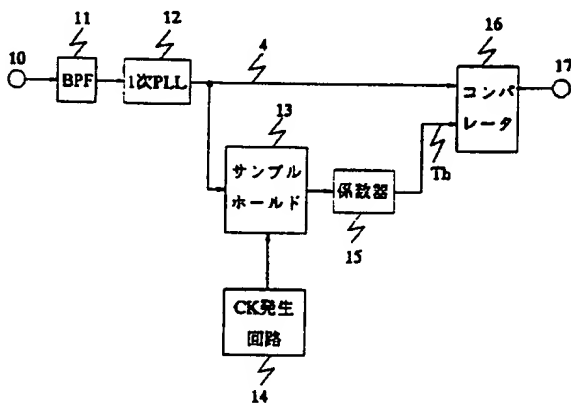 11
12
16
10
BPF
1次PLL
4
コンパ
レータ
17
13
サンプル
ホールド
Th
係数器
15
CK発生
回路
14